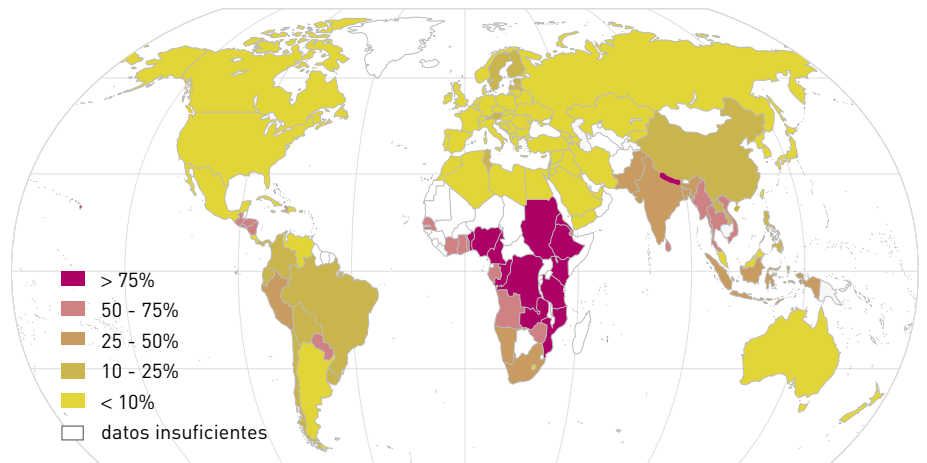 > 75%
50 - 75%
25 - 50%
10 - 25%
< 10%
datos insuficientes